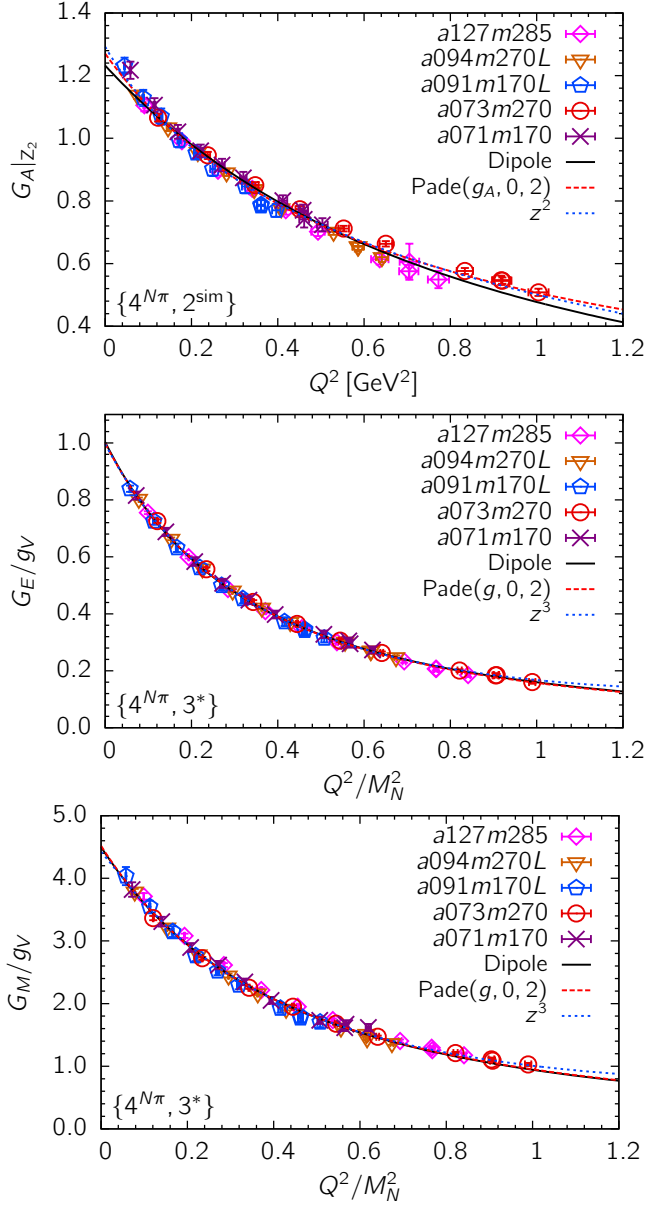 1.4
1.2
1.0
0.8
0.6
0.4
G_A|_{Z_2}
a127m285
a094m270L
a091m170L
a073m270
a071m170
Dipole
Pade(g_A, 0, 2)
z^2
{4^{Nπ}, 2^{sim}}
0 0.2 0.4 0.6 0.8 1 1.2
Q^2 [GeV^2]
1.0
0.8
0.6
0.4
0.2
0.0
G_E/g_V
a127m285
a094m270L
a091m170L
a073m270
a071m170
Dipole
Pade(g, 0, 2)
z^3
{4^{Nπ}, 3^*}
0 0.2 0.4 0.6 0.8 1 1.2
Q^2/M_N^2
5.0
4.0
3.0
2.0
1.0
0.0
G_M/g_V
a127m285
a094m270L
a091m170L
a073m270
a071m170
Dipole
Pade(g, 0, 2)
z^3
{4^{Nπ}, 3^*}
0 0.2 0.4 0.6 0.8 1 1.2
Q^2/M_N^2